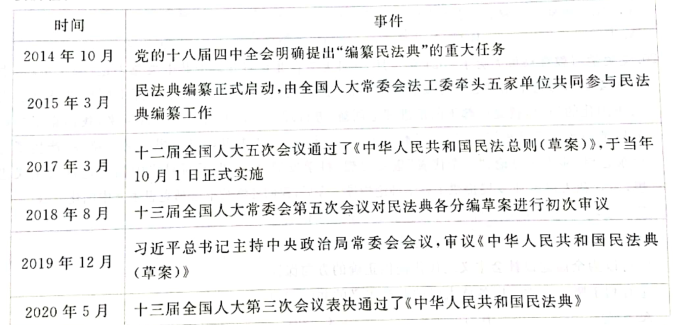 时间 事件
2014 年 10 月 党的十八届四中全会明确提出“编纂民法典”的重大任务
2015 年 3 月 民法典编纂正式启动,由全国人大常委会法工委牵头五家单位共同参与民法
典编纂工作
2017 年 3 月 十二届全国人大五次会议通过了《中华人民共和国民法总则(草案)》,于当年
10 月 1 日正式实施
2018 年 8 月 十三届全国人大常委会第五次会议对民法典各分编草案进行初次审议
2019 年 12 月 习近平总书记主持中央政治局常委会会议,审议《中华人民共和国民法典
(草案)》
2020 年 5 月 十三届全国人大第三次会议表决通过了《中华人民共和国民法典》